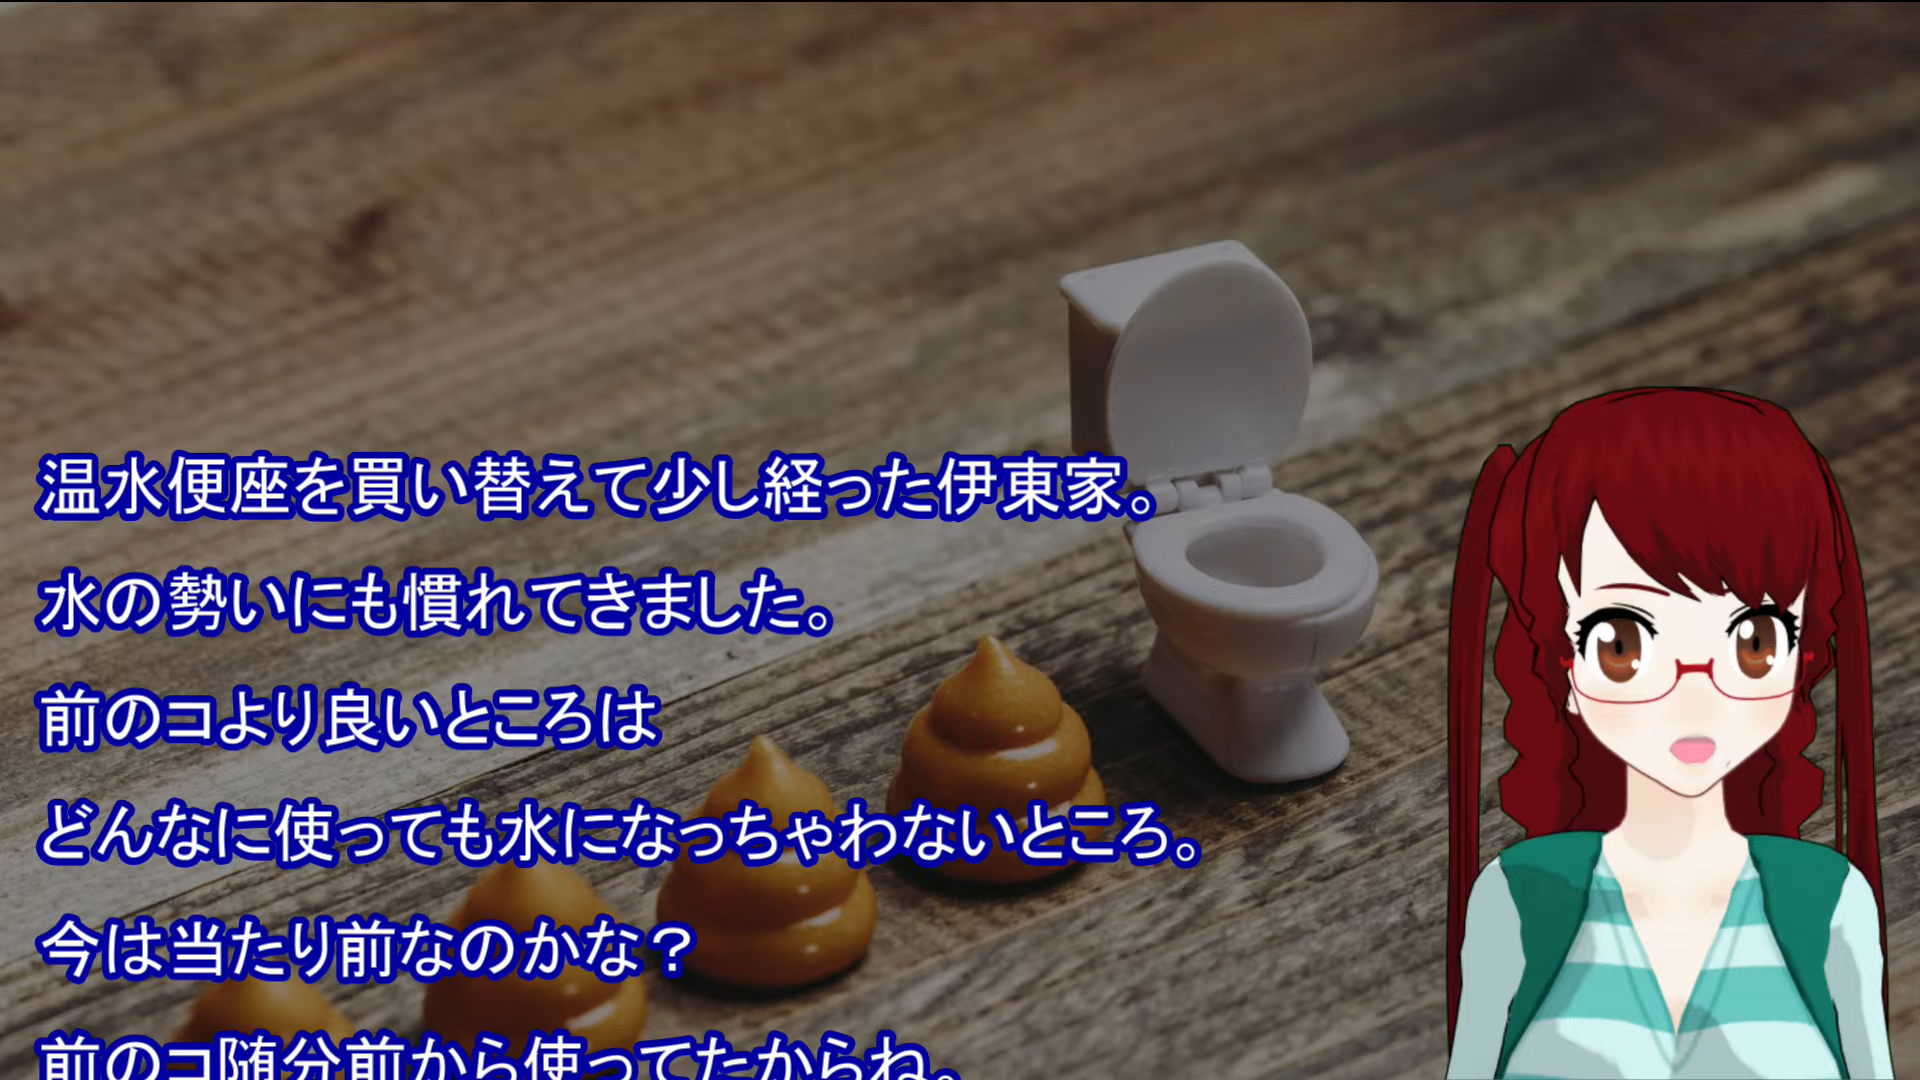 温水便座を買い替えて少し経った伊東家。
水の勢いにも慣れてきました。
前のコより良いところは
どんなに使っても水になっちゃわないところ。
今は当たり前なのかな？
前のコ随分前から使ってたからね。